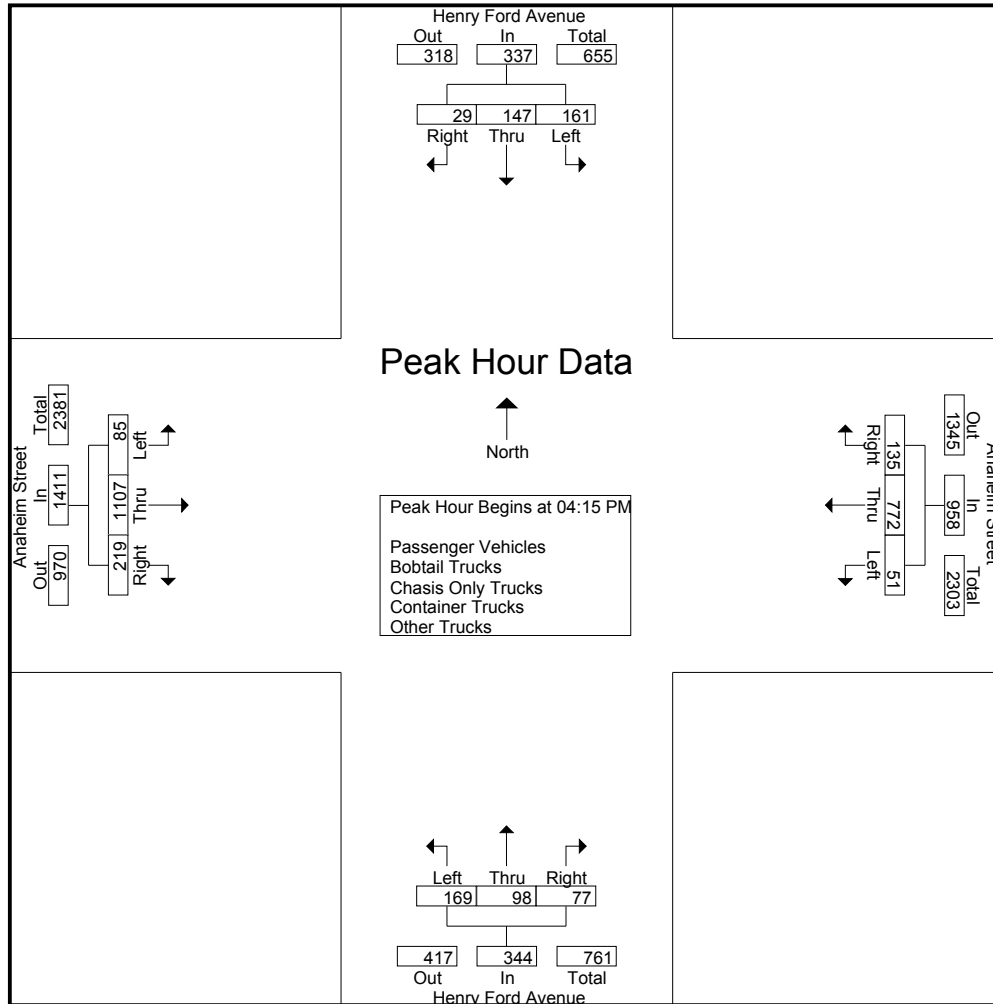 Henry Ford Avenue
Out In Total
318 337 655
29 147 161
Right Thru Left
Peak Hour Data
North
Peak Hour Begins at 04:15 PM
Passenger Vehicles
Bobtail Trucks
Chasis Only Trucks
Container Trucks
Other Trucks
Anaheim Street
Total In Out
2381 1411 970
85 1107 219
Left Thru Right
Anaheim Street
Out In Total
1345 958 2303
135 772 51
Right Thru Left
Left Thru Right
169 98 77
417 344 761
Out In Total
Henry Ford Avenue